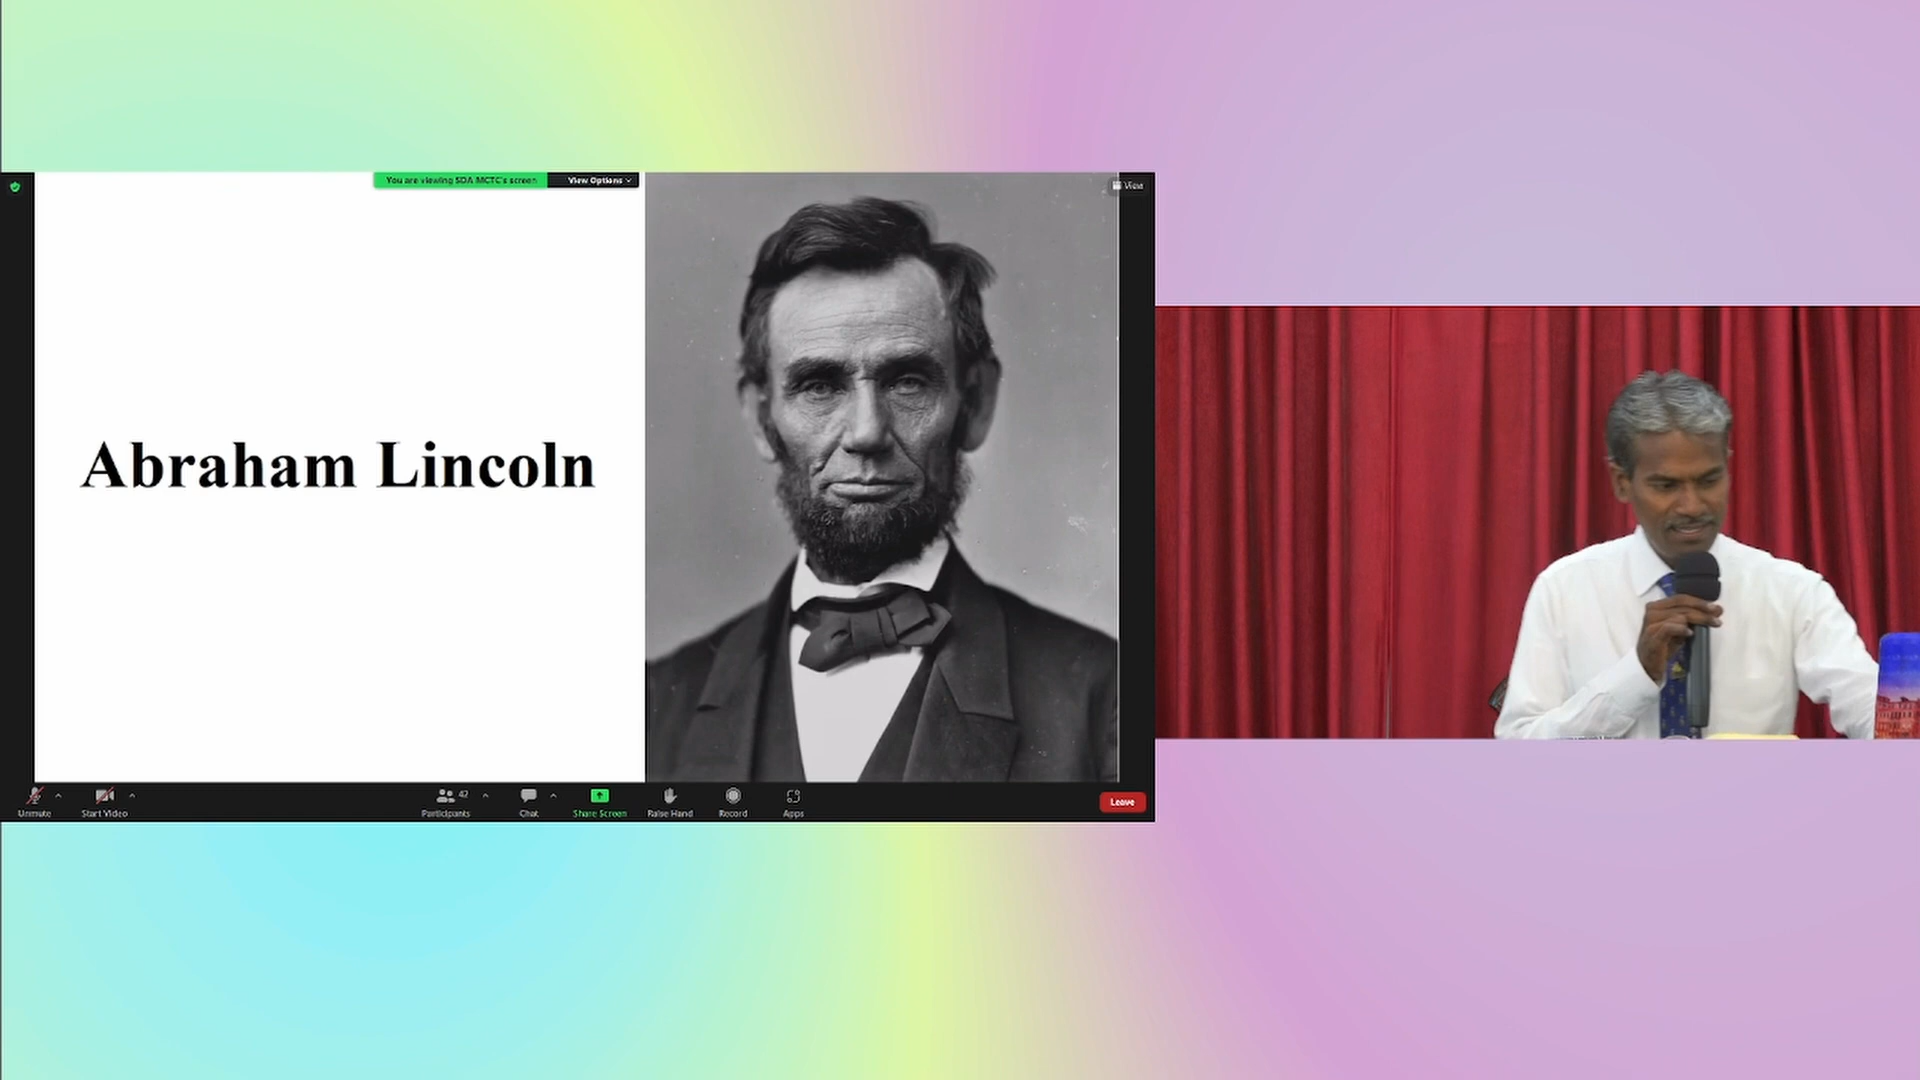 You are viewing SDA MCTC's screen
View Options
View
Abraham Lincoln
Unmute
Start Video
Participants
42
Chat
Share Screen
Raise Hand
Record
Apps
Leave